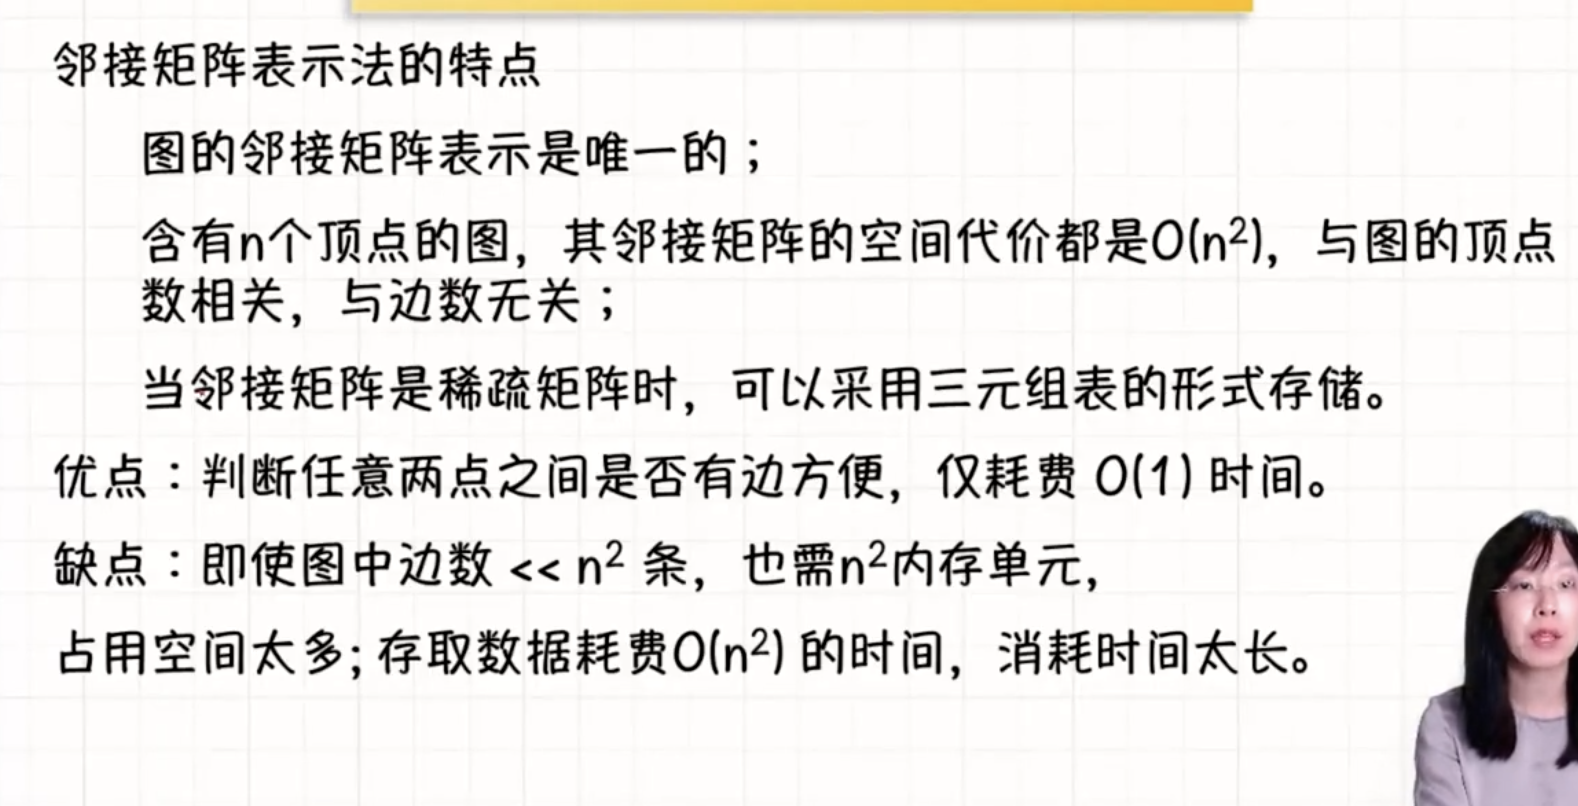 邻接矩阵表示法的特点
图的邻接矩阵表示是唯一的；
含有n个顶点的图，其邻接矩阵的空间代价都是O(n²)，与图的顶点
数相关，与边数无关；
当邻接矩阵是稀疏矩阵时，可以采用三元组表的形式存储。
优点：判断任意两点之间是否有边方便，仅耗费 O(1) 时间。
缺点：即使图中边数 << n² 条，也需n²内存单元，
占用空间太多; 存取数据耗费O(n²) 的时间，消耗时间太长。